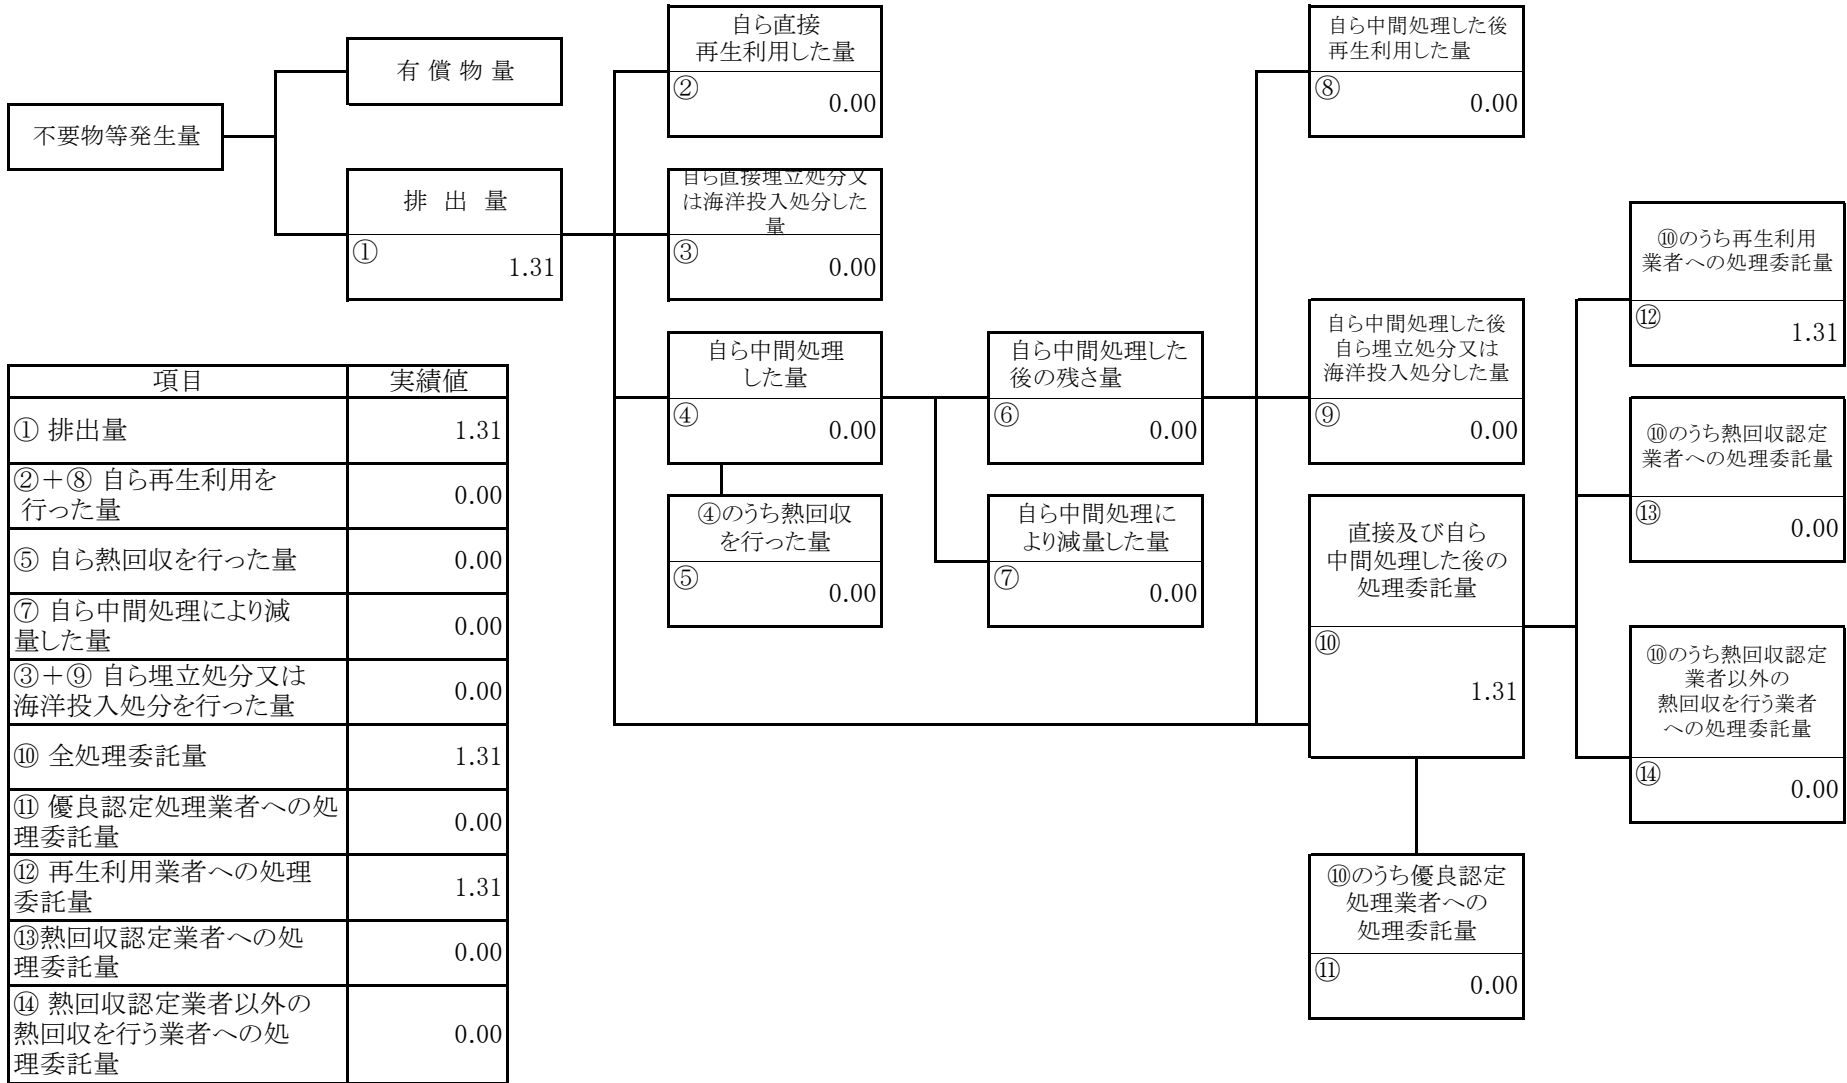 不要物等発生量
有 償 物 量
排 出 量
①
1.31
自ら直接
再生利用した量
②
0.00
自ら直接埋立処分又
は海洋投入処分した
量
③
0.00
自ら中間処理
した量
④
0.00
④のうち熱回収
を行った量
⑤
0.00
自ら中間処理した
後の残さ量
⑥
0.00
自ら中間処理に
より減量した量
⑦
0.00
自ら中間処理した後
再生利用した量
⑧
0.00
自ら中間処理した後
自ら埋立処分又は
海洋投入処分した量
⑨
0.00
直接及び自ら
中間処理した後の
処理委託量
⑩
1.31
⑩のうち優良認定
処理業者への
処理委託量
⑪
0.00
⑩のうち再生利用
業者への処理委託量
⑫
1.31
⑩のうち熱回収認定
業者への処理委託量
⑬
0.00
⑩のうち熱回収認定
業者以外の
熱回収を行う業者
への処理委託量
⑭
0.00
項目 実績値
① 排出量 1.31
②＋⑧ 自ら再生利用を
行った量 0.00
⑤ 自ら熱回収を行った量 0.00
⑦ 自ら中間処理により減
量した量 0.00
③＋⑨ 自ら埋立処分又は
海洋投入処分を行った量 0.00
⑩ 全処理委託量 1.31
⑪ 優良認定処理業者への処
理委託量 0.00
⑫ 再生利用業者への処理
委託量 1.31
⑬熱回収認定業者への処
理委託量 0.00
⑭ 熱回収認定業者以外の
熱回収を行う業者への処
理委託量 0.00